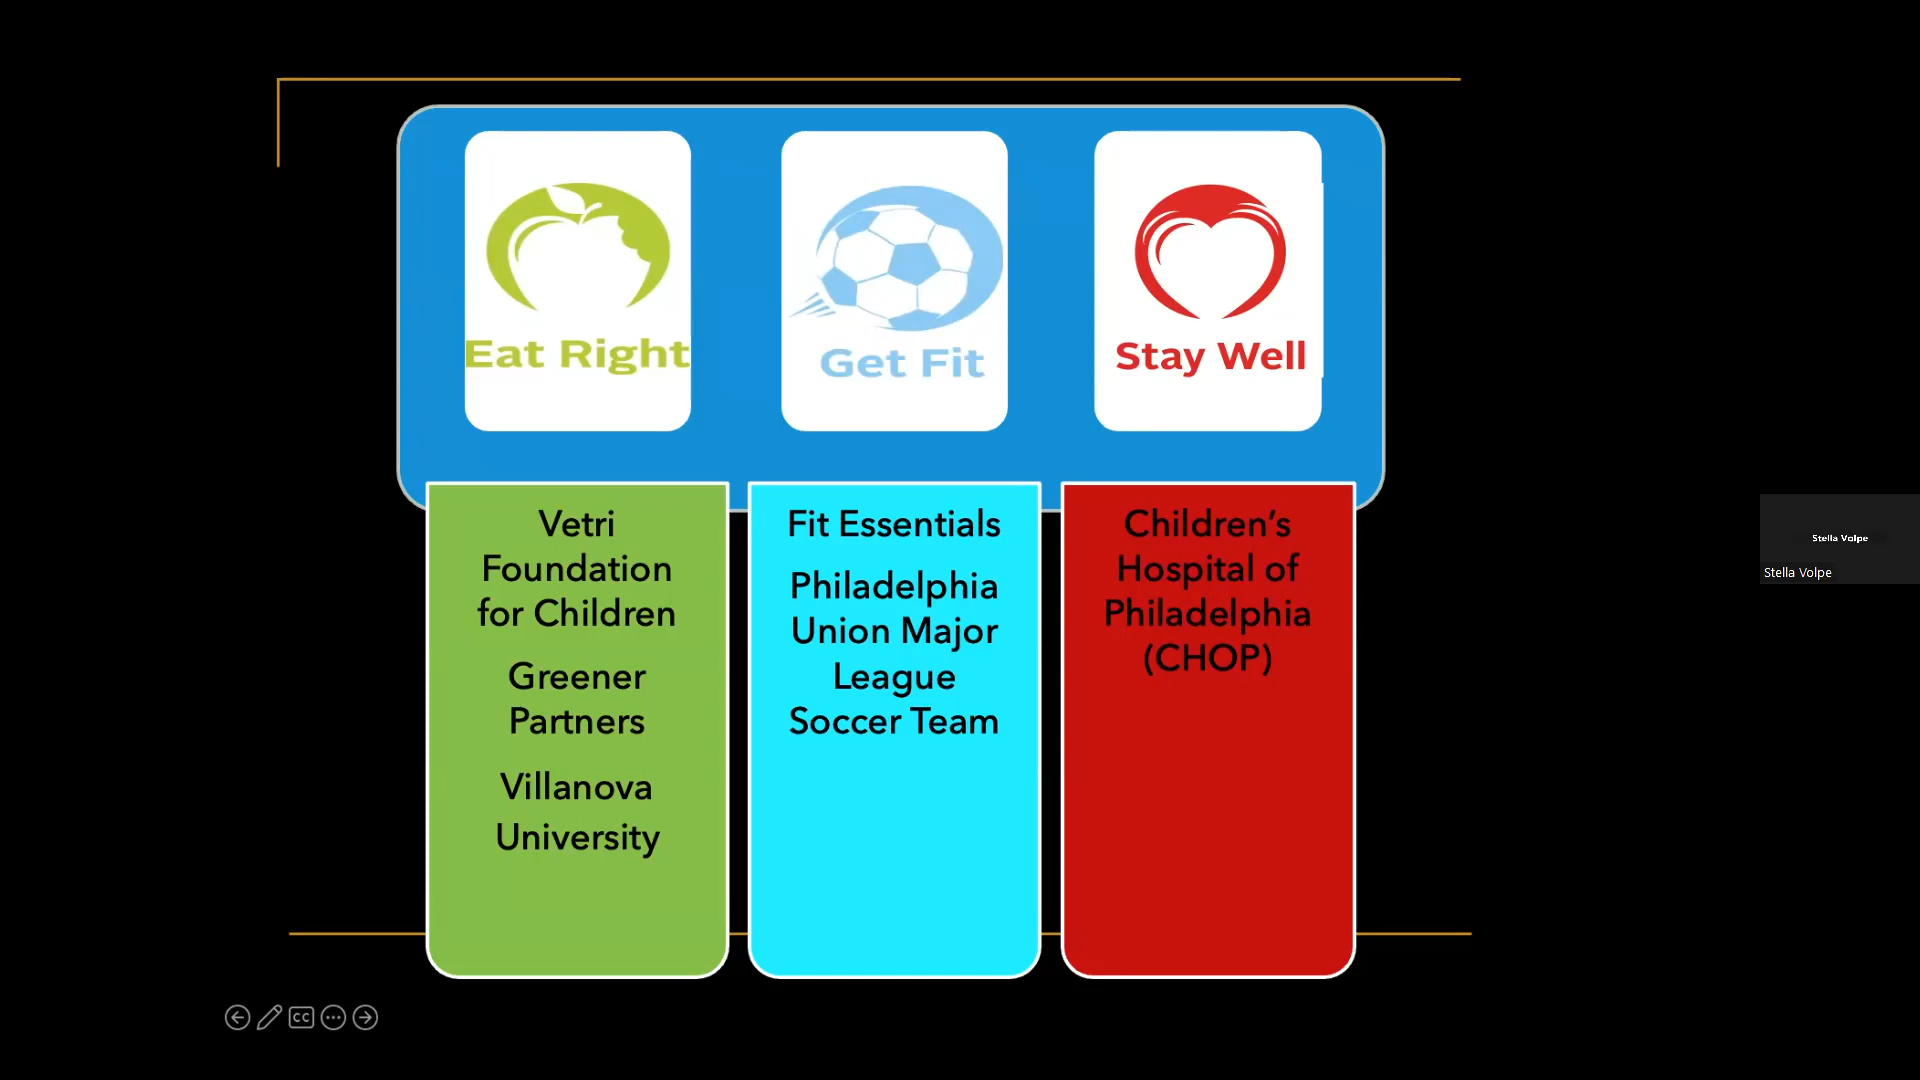 Eat Right
Get Fit
Stay Well
Vetri
Foundation
for Children
Greener
Partners
Villanova
University
Fit Essentials
Philadelphia
Union Major
League
Soccer Team
Children’s
Hospital of
Philadelphia
(CHOP)
Stella Volpe
Stella Volpe
CC